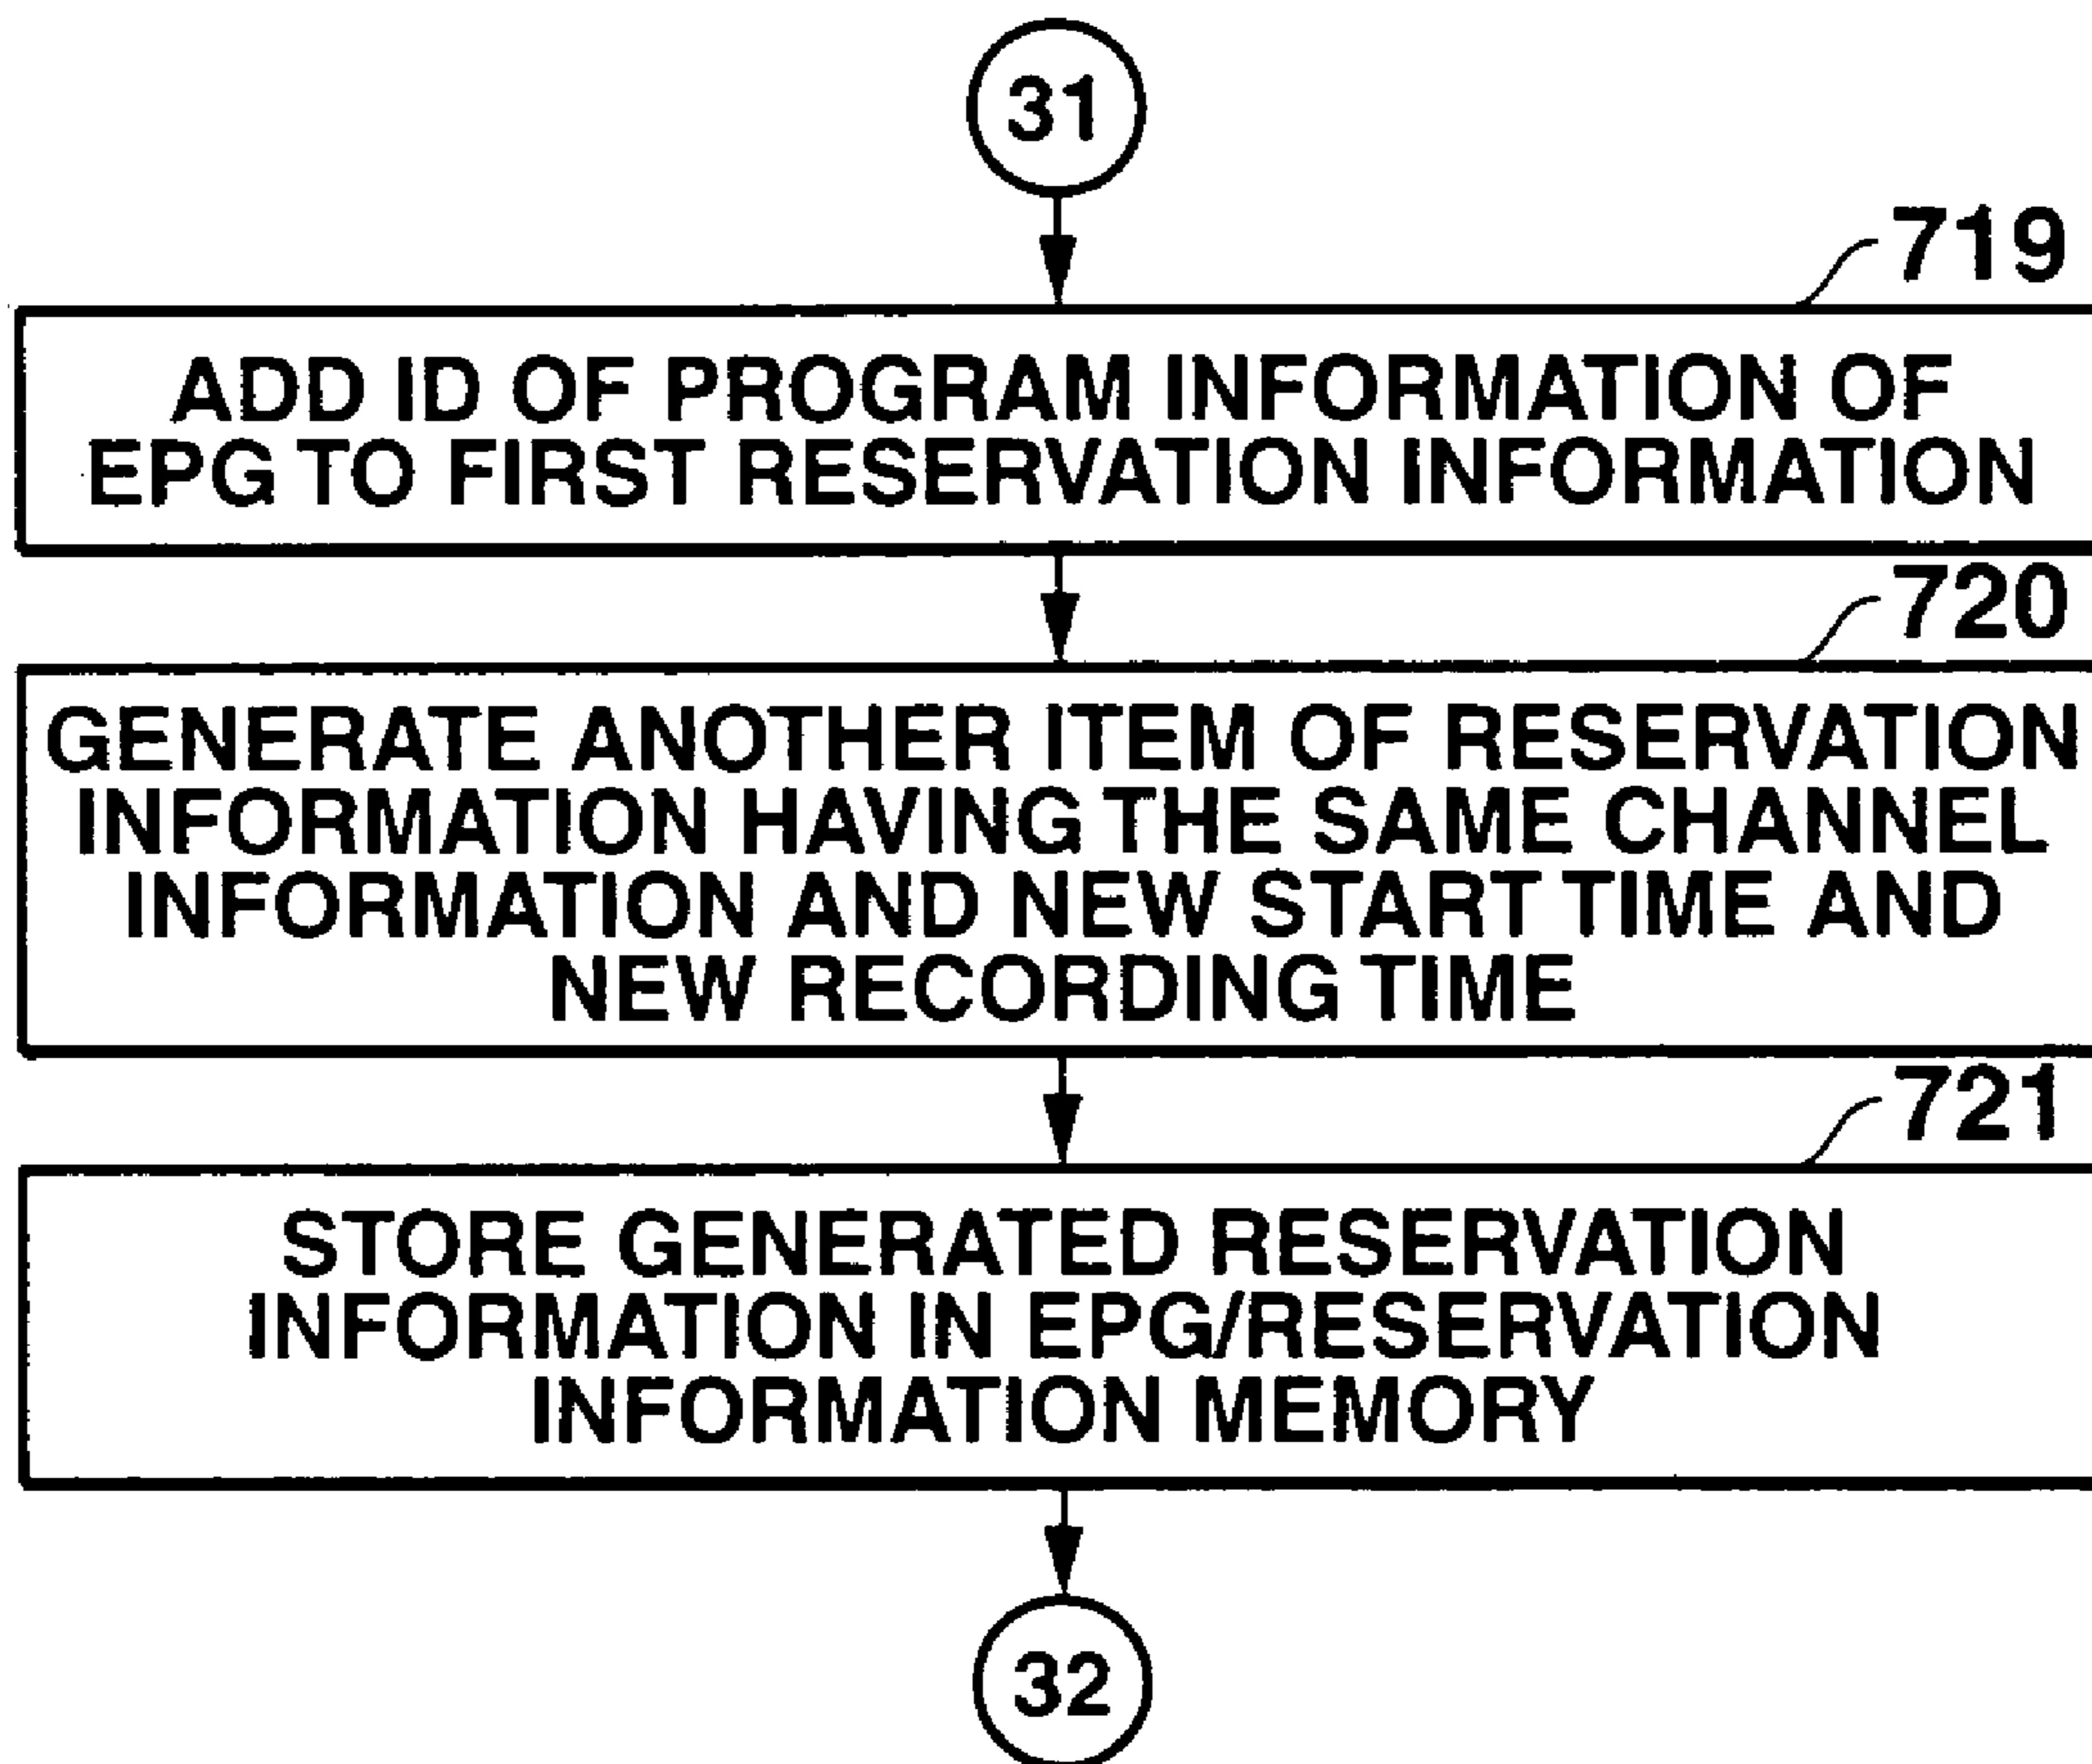 31
719
ADD ID OF PROGRAM INFORMATION OF
EPG TO FIRST RESERVATION INFORMATION
720
GENERATE ANOTHER ITEM OF RESERVATION
INFORMATION HAVING THE SAME CHANNEL
INFORMATION AND NEW START TIME AND
NEW RECORDING TIME
721
STORE GENERATED RESERVATION
INFORMATION IN EPG/RESERVATION
INFORMATION MEMORY
32